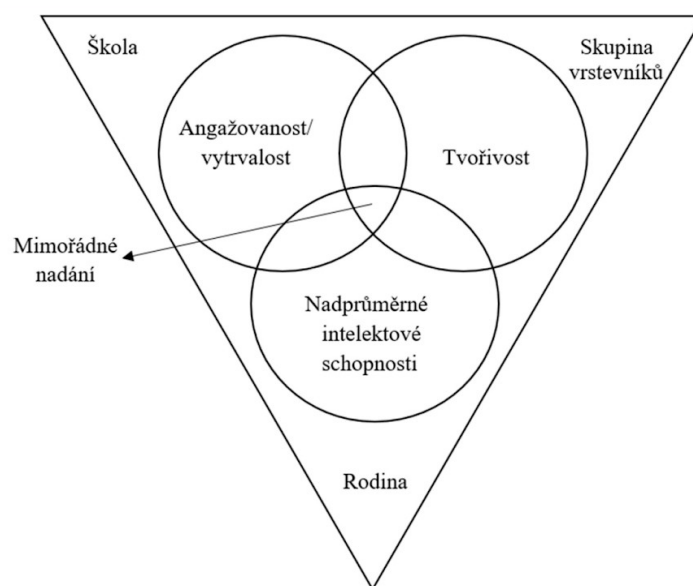 Škola
Skupina
vrstevníků
Angažovanost/
vytrvalost
Tvořivost
Mimořádné
nadání
Nadprůměrné
intelektové
schopnosti
Rodina